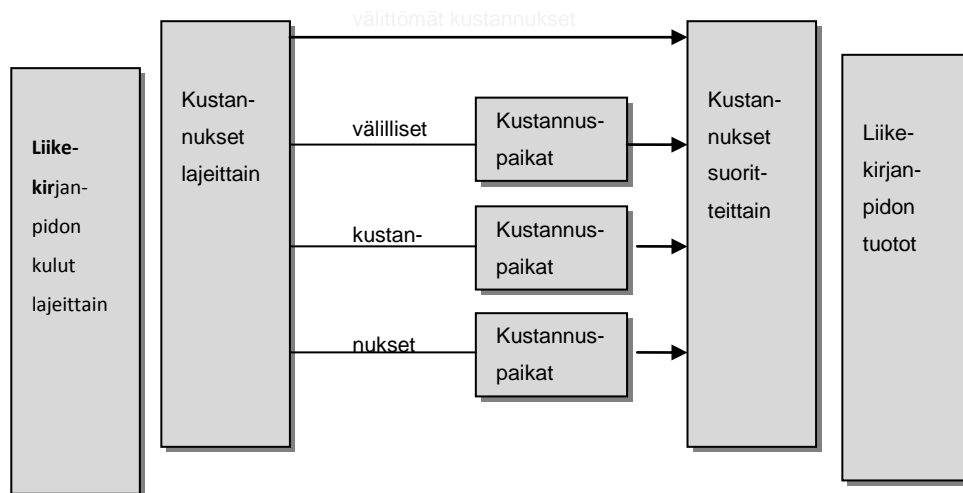 välittömät kustannukset
Liike-
kirjan-
pidon
kulut
lajeittain
Kustan-
nukset
lajeittain
välilliset
kustan-
nukset
Kustannus-
paikat
Kustannus-
paikat
Kustannus-
paikat
Kustan-
nukset
suorit-
teittain
Liike-
kirjan-
pidon
tuotot